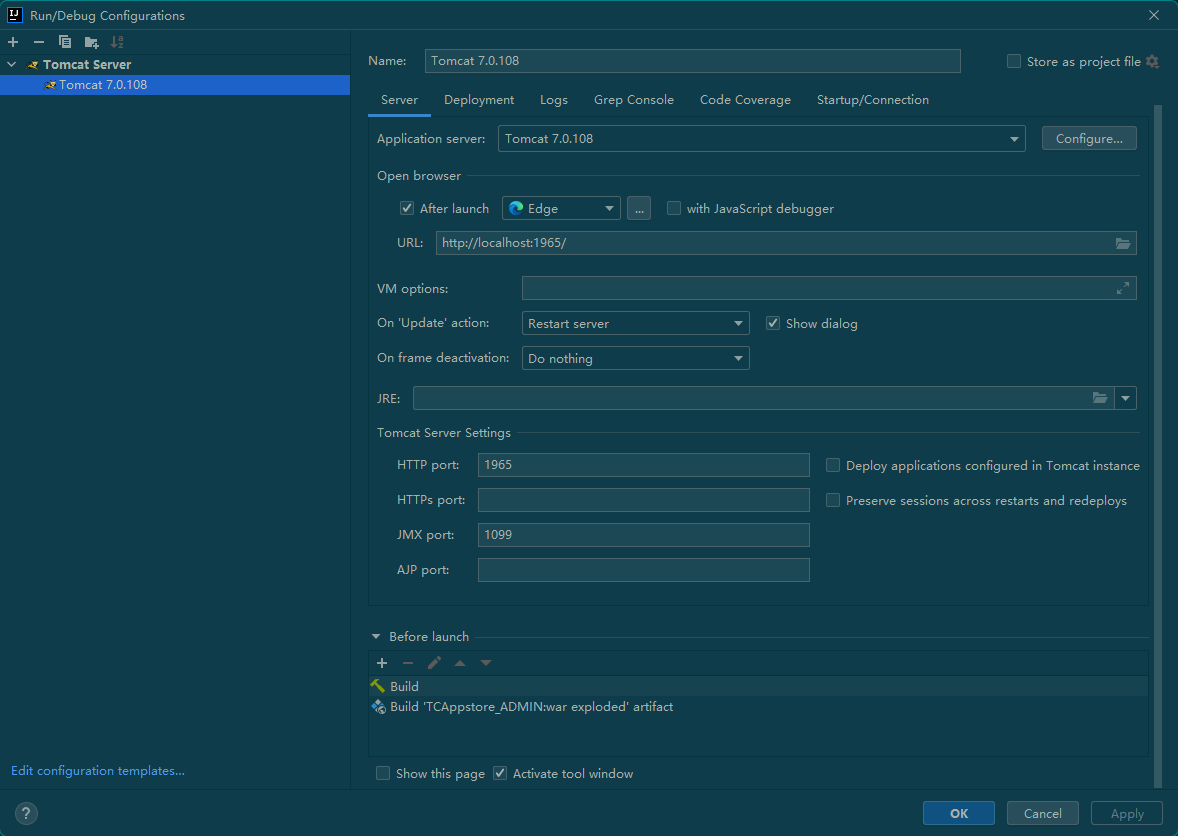 Run/Debug Configurations
Tomcat Server
Tomcat 7.0.108
Name: Tomcat 7.0.108 Store as project file
Server Deployment Logs Grep Console Code Coverage Startup/Connection
Application server: Tomcat 7.0.108 Configure...
Open browser
After launch Edge ... with JavaScript debugger
URL: http://localhost:1965/
VM options:
On 'Update' action: Restart server Show dialog
On frame deactivation: Do nothing
JRE:
Tomcat Server Settings
HTTP port: 1965 Deploy applications configured in Tomcat instance
HTTPs port: Preserve sessions across restarts and redeploys
JMX port: 1099
AJP port:
Before launch
Build
Build 'TCAppstore_ADMIN:war exploded' artifact
Edit configuration templates...
Show this page Activate tool window
? OK Cancel Apply